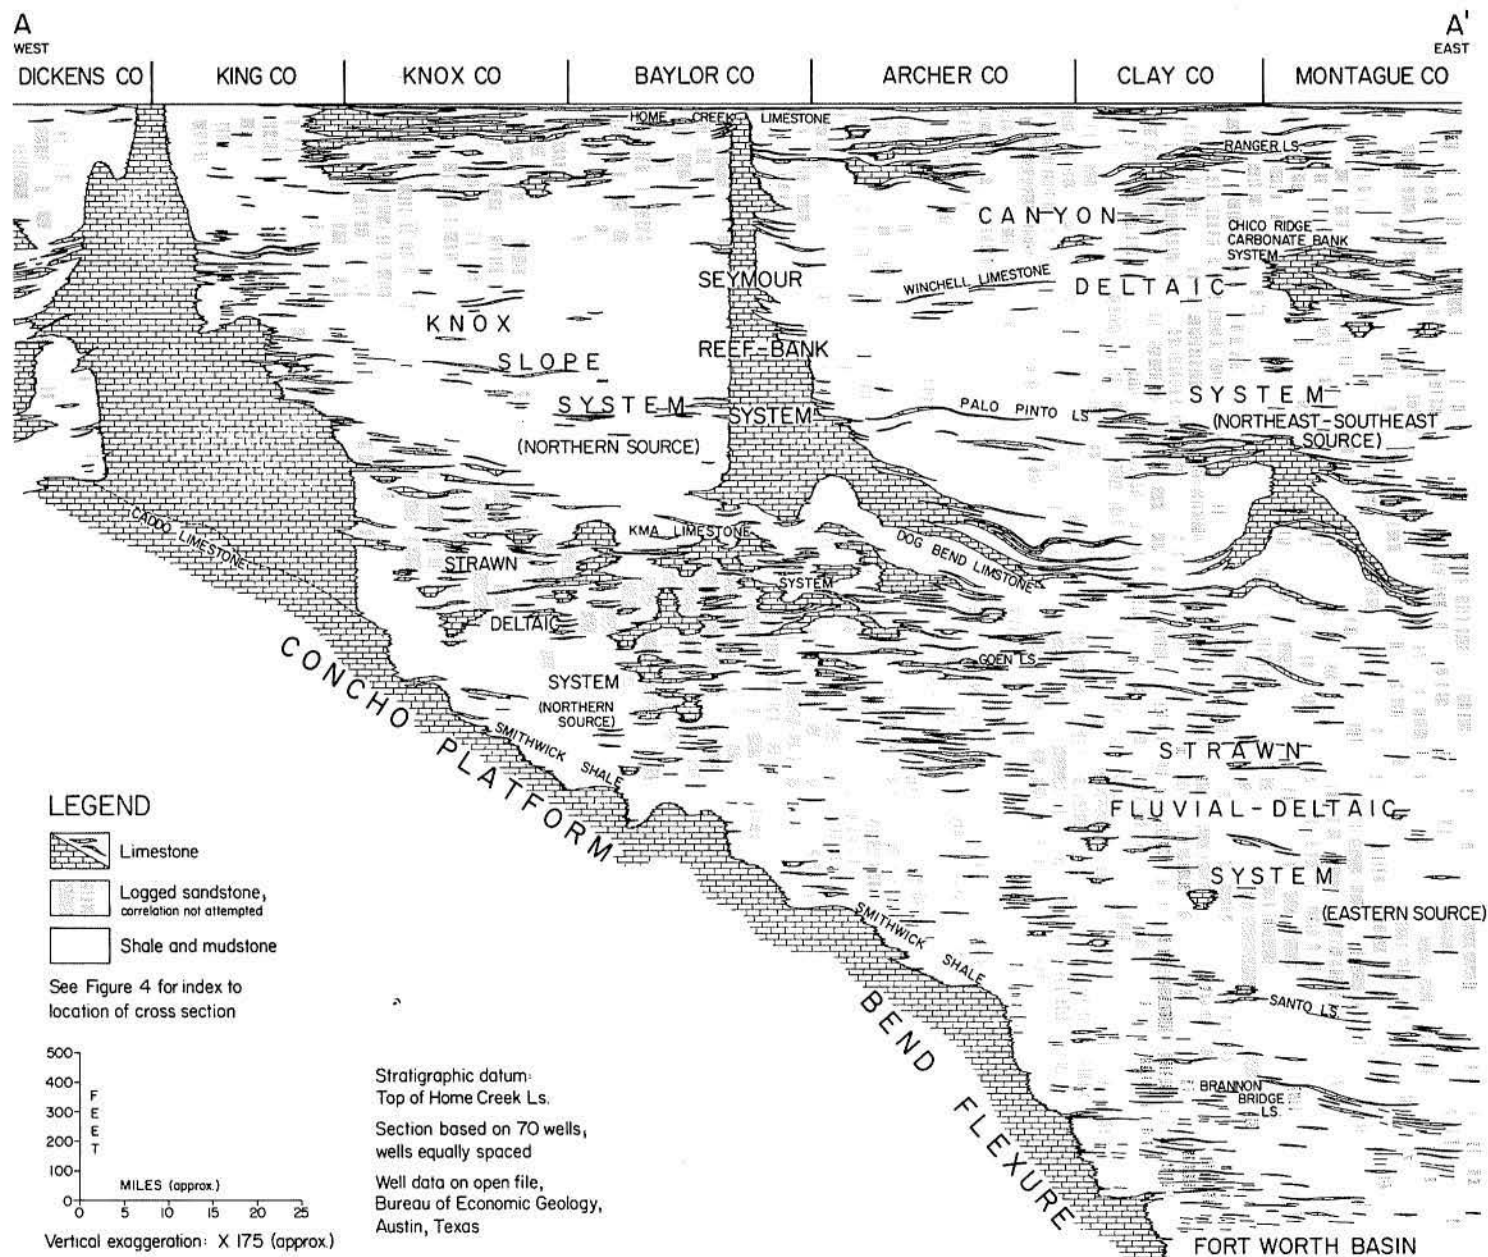 A
WEST
A'
EAST
DICKENS CO
KING CO
KNOX CO
BAYLOR CO
ARCHER CO
CLAY CO
MONTAGUE CO
HOME CREEK LIMESTONE
RANGER LS.
CANYON
CHICO RIDGE
CARBONATE BANK
SYSTEM
SEYMOUR
WINCHELL LIMESTONE
DELTAIC
KNOX
REEF-BANK
SLOPE
SYSTEM
SYSTEM
SYSTEM
PALO PINTO LS
(NORTHEAST-SOUTHEAST
SOURCE)
(NORTHERN SOURCE)
CADDO LIMESTONE
KMA LIMESTONE
DOG BEND LIMSTONE
STRAWN
SYSTEM
DELTAIC
GOEN LS.
CONCHO PLATFORM
SYSTEM
(NORTHERN
SOURCE)
SMITHWICK SHALE
STRAWN
FLUVIAL-DELTAIC
SYSTEM
(EASTERN SOURCE)
SMITHWICK SHALE
SANTO LS.
BEND FLEXURE
BRANNON
BRIDGE
LS.
FORT WORTH BASIN
LEGEND
Limestone
Logged sandstone,
correlation not attempted
Shale and mudstone
See Figure 4 for index to
location of cross section
500
400
300
200
100
0
FEET
MILES (approx.)
0 5 10 15 20 25
Vertical exaggeration: X 175 (approx.)
Stratigraphic datum:
Top of Home Creek Ls.
Section based on 70 wells,
wells equally spaced
Well data on open file,
Bureau of Economic Geology,
Austin, Texas